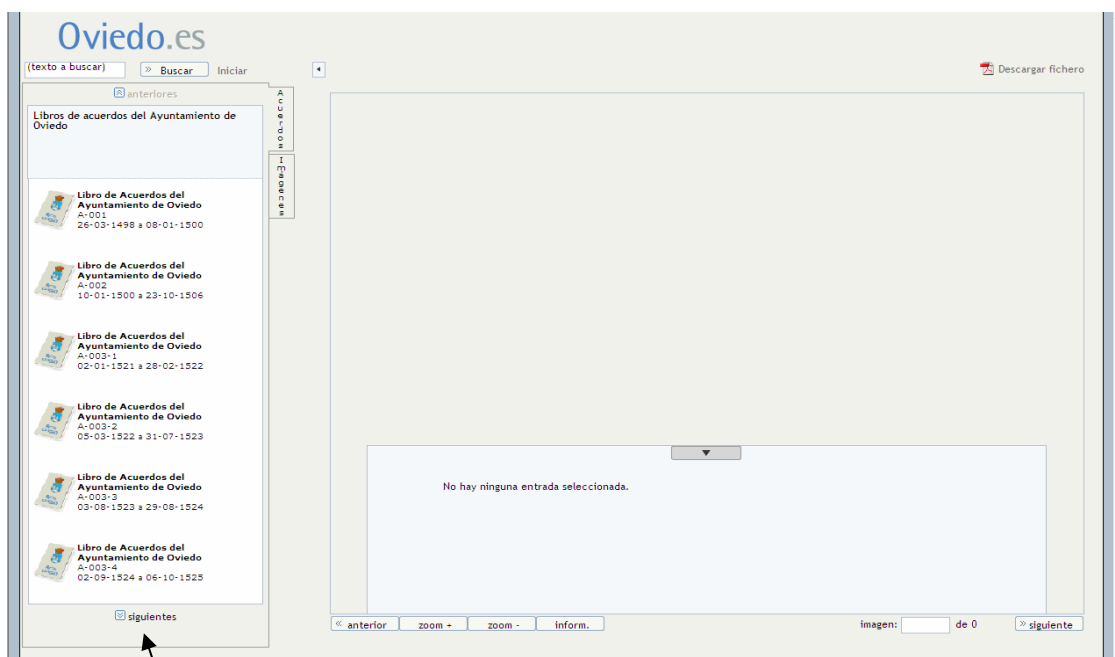 Oviedo.es
(texto a buscar)
» Buscar
Iniciar
Descargar fichero
anteriores
Libros de acuerdos del Ayuntamiento de
Oviedo
Acuerdos
Imagenes
Libro de Acuerdos del
Ayuntamiento de Oviedo
A-001
26-03-1498 a 08-01-1500
Libro de Acuerdos del
Ayuntamiento de Oviedo
A-002
10-01-1500 a 23-10-1506
Libro de Acuerdos del
Ayuntamiento de Oviedo
A-003-1
02-01-1521 a 28-02-1522
Libro de Acuerdos del
Ayuntamiento de Oviedo
A-003-2
05-03-1522 a 31-07-1523
Libro de Acuerdos del
Ayuntamiento de Oviedo
A-003-3
03-08-1523 a 29-08-1524
Libro de Acuerdos del
Ayuntamiento de Oviedo
A-003-4
02-09-1524 a 06-10-1525
siguientes
No hay ninguna entrada seleccionada.
« anterior
zoom +
zoom -
inform.
imagen:
de 0
» siguiente